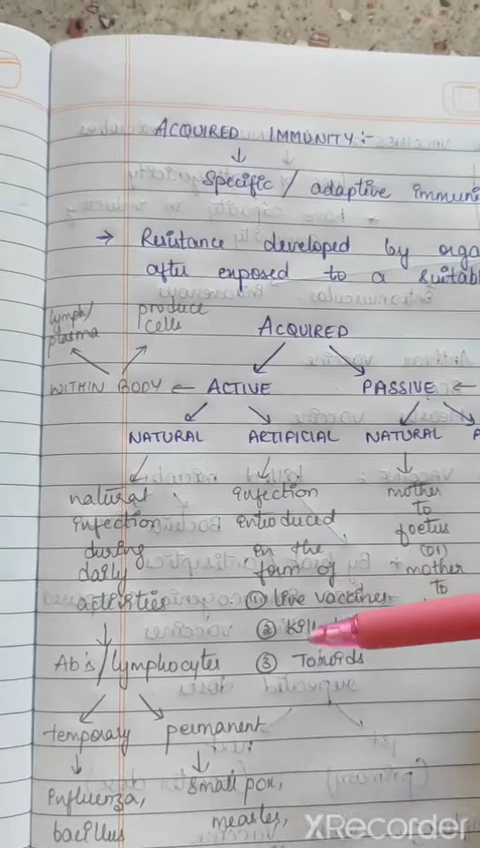 ACQUIRED IMMUNITY :-
Specific / adaptive immuni
→ Resistance developed by orga
after exposed to a suitabl
lymph/
plasma
produce
cells
ACQUIRED
WITHIN BODY ← ACTIVE
PASSIVE ←
NATURAL
ARTIFICIAL
NATURAL
A
natural
infection
during
daily
activities
Ab's / lymphocytes
temporary
permanent
Influenza,
bacillus
Small pox,
measles,
infection
introduced
in the
form of
① live vaccines
② Kill
③ Toxoids
mother
to
foetus
(or)
mother
To
XRecorder